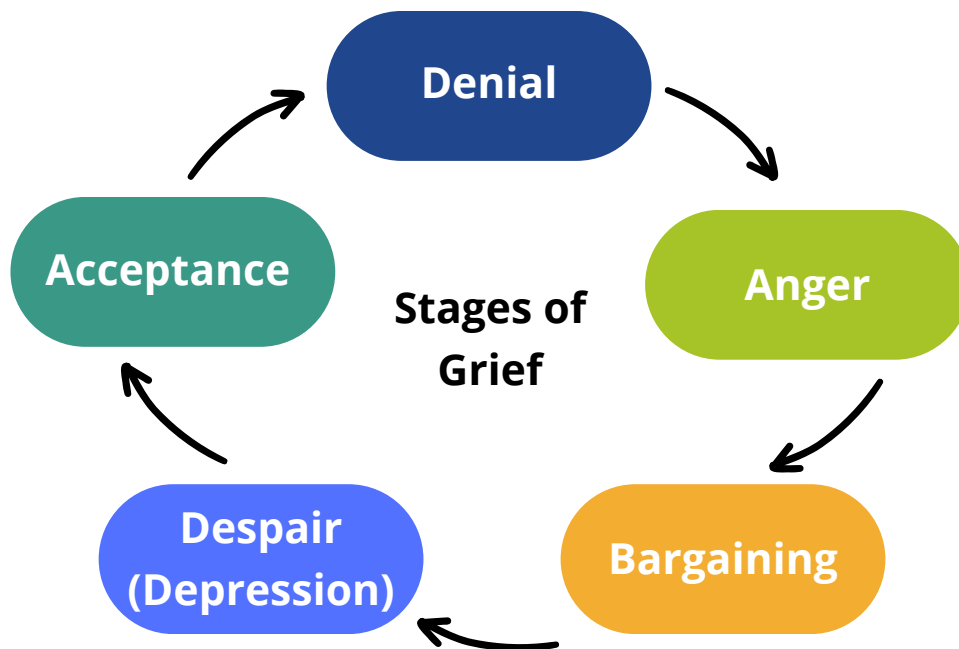 Denial
Anger
Bargaining
Despair
(Depression)
Acceptance
Stages of
Grief